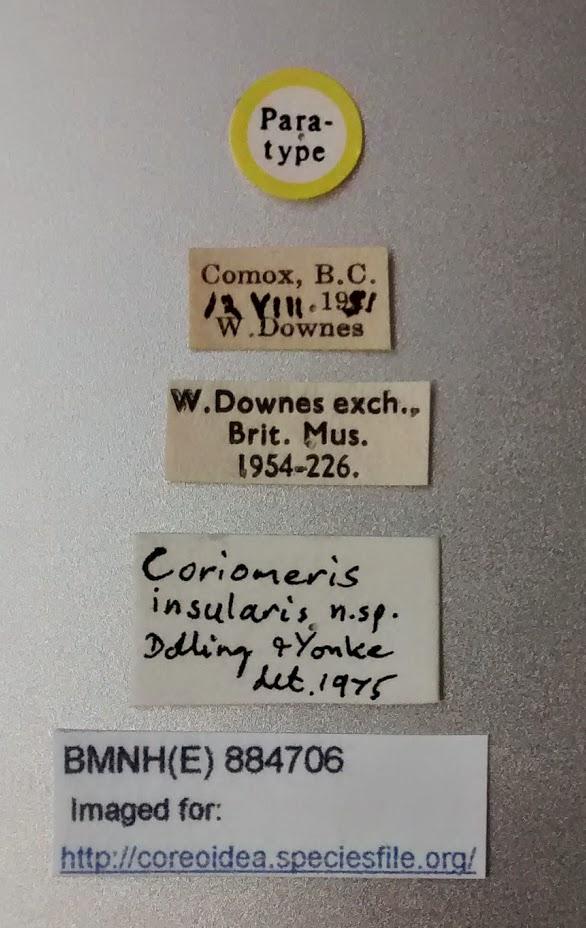 Para-
type
Comox, B.C.
13 VIII.1951
W.Downes
W.Downes exch.,
Brit. Mus.
1954-226.
Coriomeris
insularis n.sp.
Dolling & Yonke
det. 1975
BMNH(E) 884706
Imaged for:
http://coreoidea.speciesfile.org/